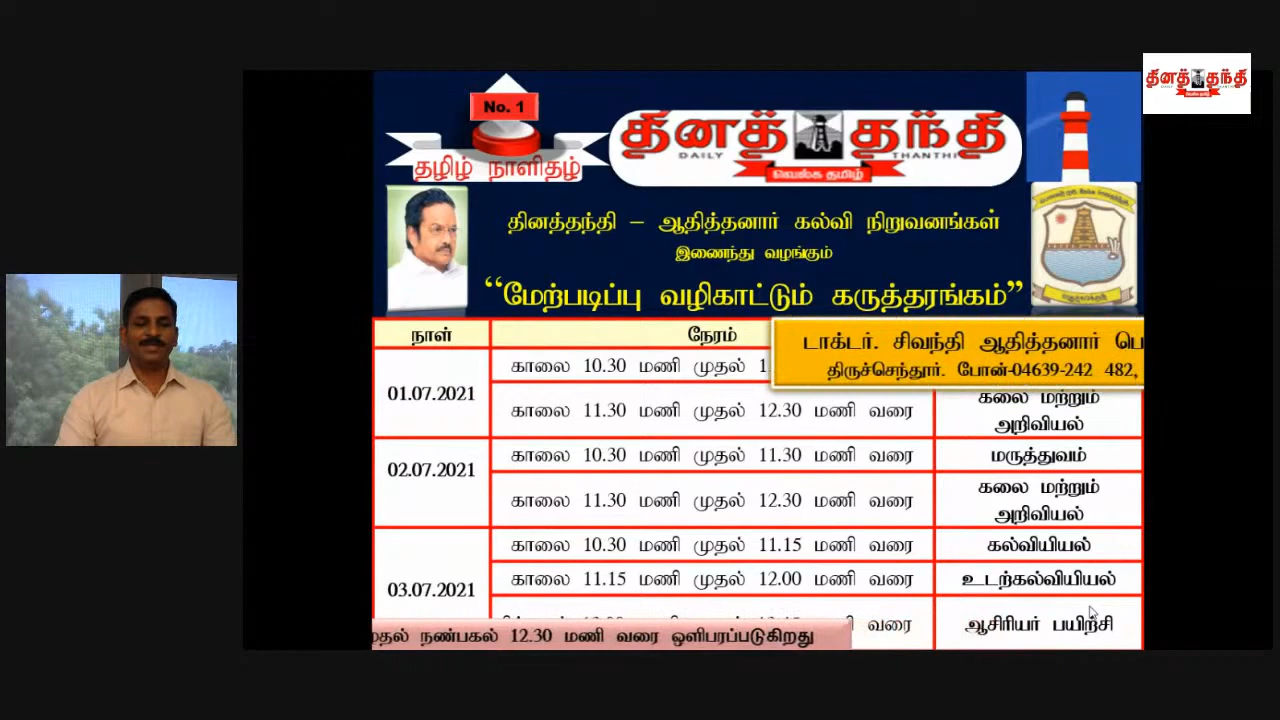 No. 1
தமிழ் நாளிதழ்
தினத் தந்தி
DAILY THANTHI
வெல்க தமிழ்
தினத் தந்தி
தினத்தந்தி – ஆதித்தனார் கல்வி நிறுவனங்கள்
இணைந்து வழங்கும்
“மேற்படிப்பு வழிகாட்டும் கருத்தரங்கம்”
நாள் நேரம்
டாக்டர். சிவந்தி ஆதித்தனார் பெ
திருச்செந்தூர். போன்-04639-242 482,
01.07.2021
காலை 10.30 மணி முதல் 1
காலை 11.30 மணி முதல் 12.30 மணி வரை
கலை மற்றும்
அறிவியல்
02.07.2021
காலை 10.30 மணி முதல் 11.30 மணி வரை மருத்துவம்
காலை 11.30 மணி முதல் 12.30 மணி வரை
கலை மற்றும்
அறிவியல்
03.07.2021
காலை 10.30 மணி முதல் 11.15 மணி வரை கல்வியியல்
காலை 11.15 மணி முதல் 12.00 மணி வரை உடற்கல்வியியல்
வரை ஆசிரியர் பயிற்சி
முதல் நண்பகல் 12.30 மணி வரை ஒளிபரப்படுகிறது